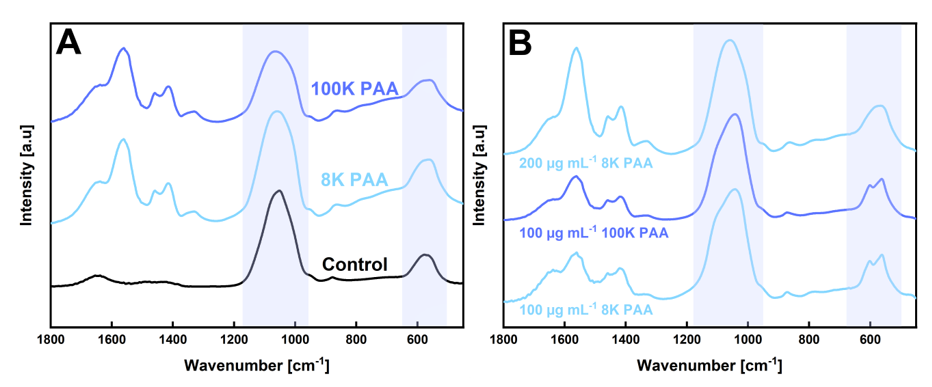 A
100K PAA
8K PAA
Control
Intensity [a.u]
1800 1600 1400 1200 1000 800 600
Wavenumber [cm⁻¹]
B
200 µg mL⁻¹ 8K PAA
100 µg mL⁻¹ 100K PAA
100 µg mL⁻¹ 8K PAA
Intensity [a.u]
1800 1600 1400 1200 1000 800 600
Wavenumber [cm⁻¹]